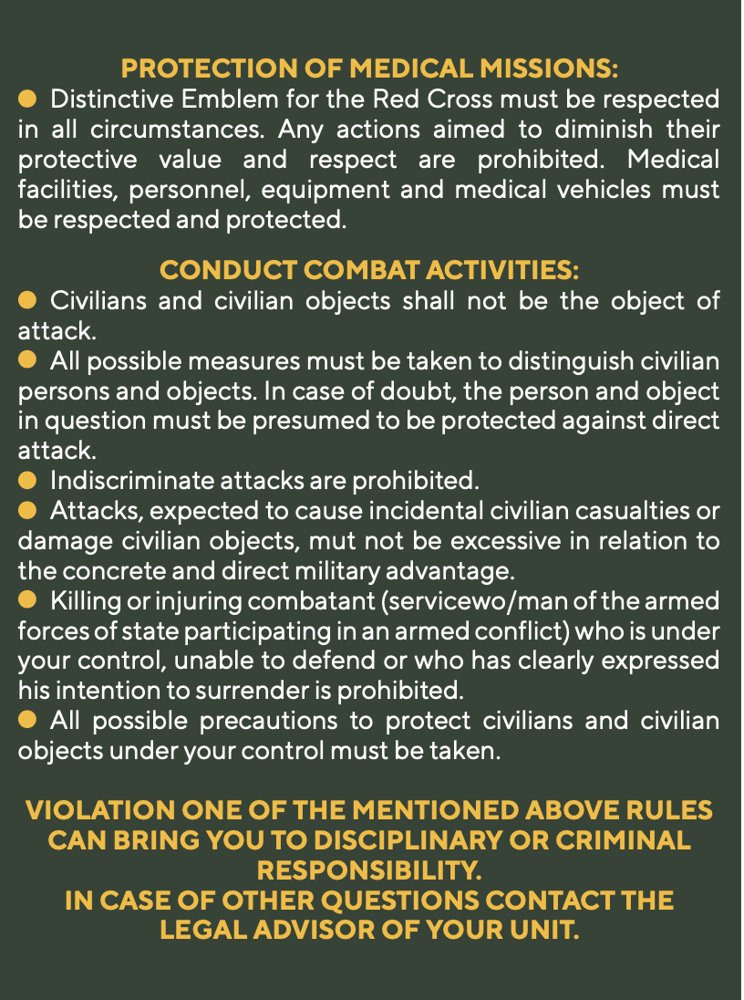 PROTECTION OF MEDICAL MISSIONS:
● Distinctive Emblem for the Red Cross must be respected
in all circumstances. Any actions aimed to diminish their
protective value and respect are prohibited. Medical
facilities, personnel, equipment and medical vehicles must
be respected and protected.
CONDUCT COMBAT ACTIVITIES:
● Civilians and civilian objects shall not be the object of
attack.
● All possible measures must be taken to distinguish civilian
persons and objects. In case of doubt, the person and object
in question must be presumed to be protected against direct
attack.
● Indiscriminate attacks are prohibited.
● Attacks, expected to cause incidental civilian casualties or
damage civilian objects, mut not be excessive in relation to
the concrete and direct military advantage.
● Killing or injuring combatant (servicewo/man of the armed
forces of state participating in an armed conflict) who is under
your control, unable to defend or who has clearly expressed
his intention to surrender is prohibited.
● All possible precautions to protect civilians and civilian
objects under your control must be taken.
VIOLATION ONE OF THE MENTIONED ABOVE RULES
CAN BRING YOU TO DISCIPLINARY OR CRIMINAL
RESPONSIBILITY.
IN CASE OF OTHER QUESTIONS CONTACT THE
LEGAL ADVISOR OF YOUR UNIT.